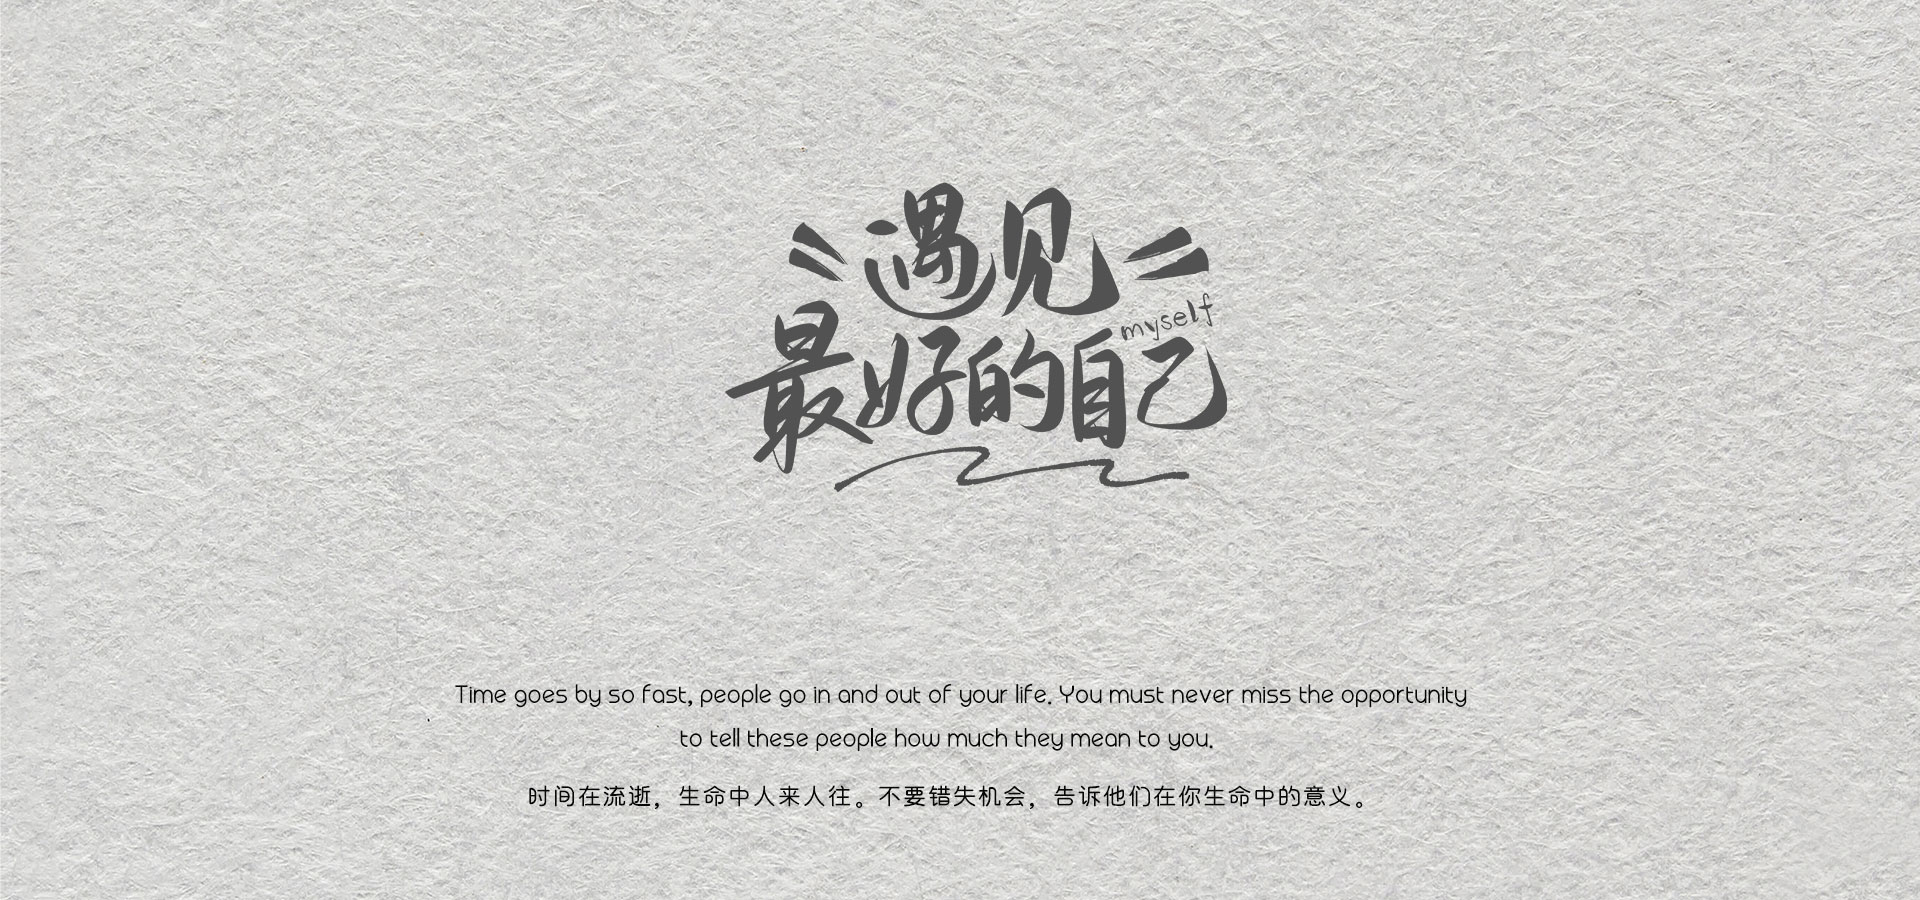 遇见
myself
最好的自己
Time goes by so fast, people go in and out of your life. You must never miss the opportunity
to tell these people how much they mean to you.
时间在流逝，生命中人来人往。不要错失机会，告诉他们在你生命中的意义。